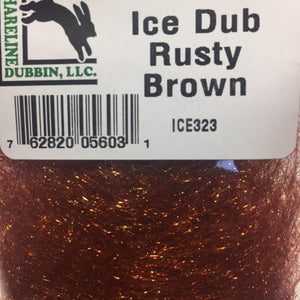 HARELINE
DUBBIN, LLC.
Ice Dub
Rusty
Brown
ICE323
7 62820 05603 1